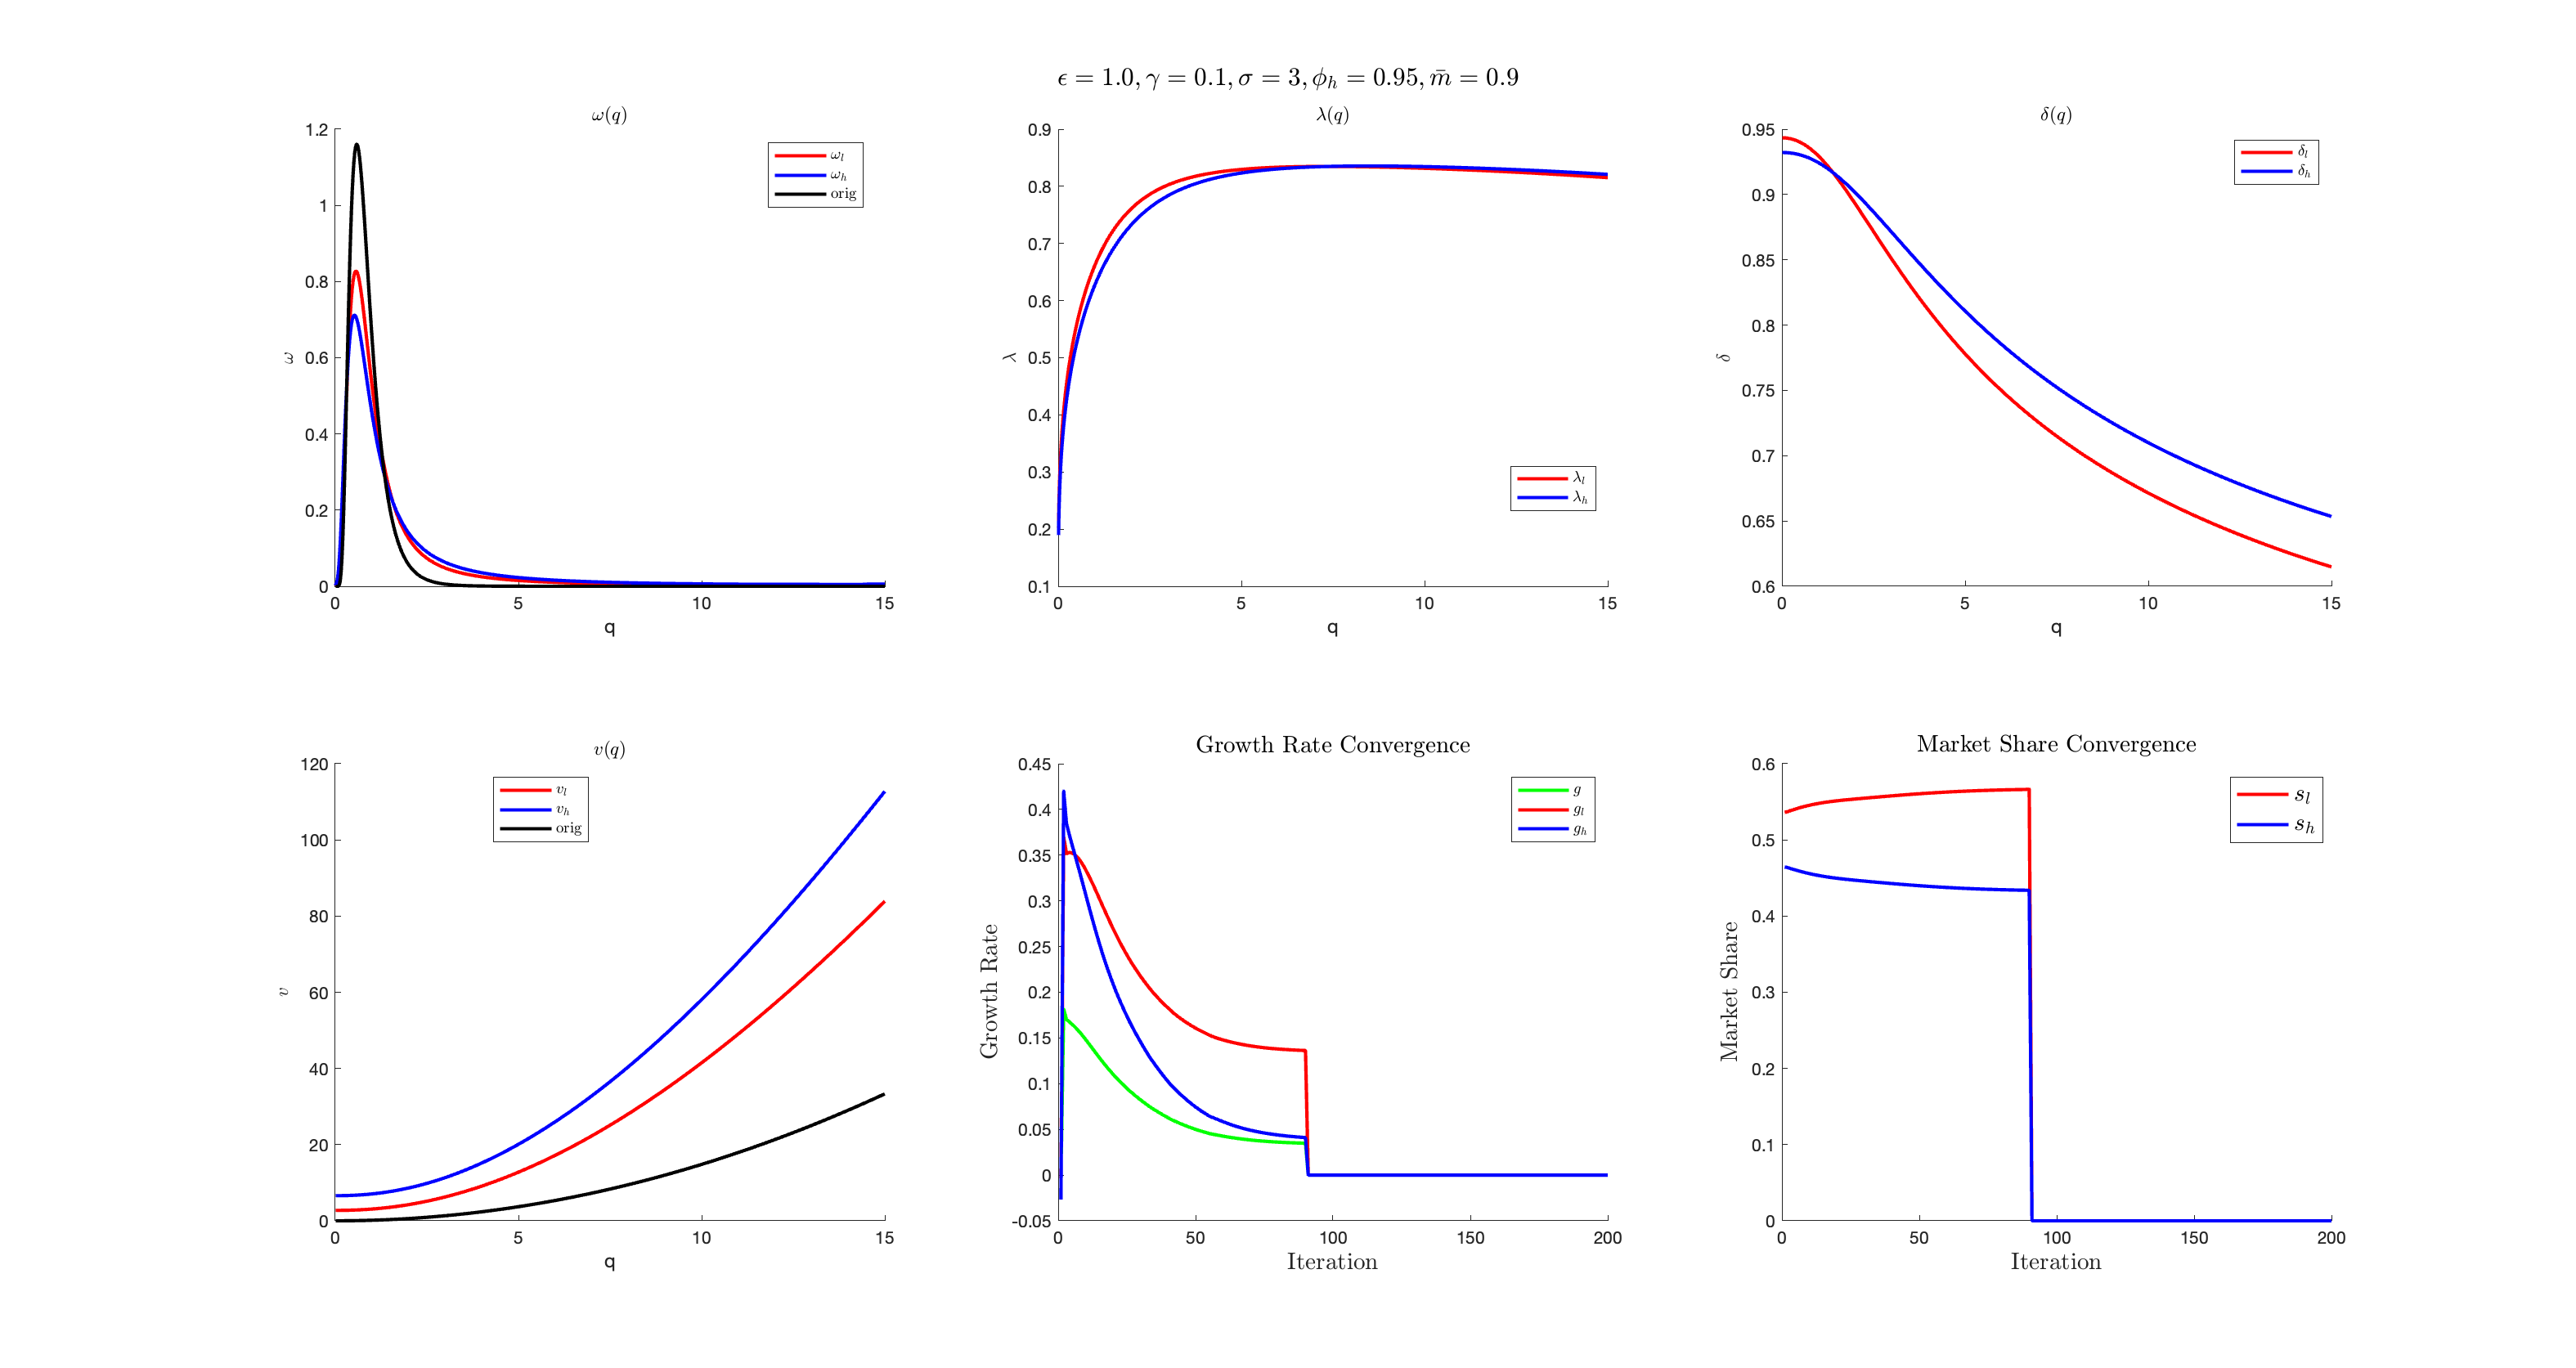 ϵ = 1.0, γ = 0.1, σ = 3, ϕ_h = 0.95, m̄ = 0.9
ω(q)
1.2
1
0.8
0.6
0.4
0.2
0
ω
0
5
10
15
q
ω_l
ω_h
orig
λ(q)
0.9
0.8
0.7
0.6
0.5
0.4
0.3
0.2
0.1
λ
0
5
10
15
q
λ_l
λ_h
δ(q)
0.95
0.9
0.85
0.8
0.75
0.7
0.65
0.6
δ
0
5
10
15
q
δ_l
δ_h
v(q)
120
100
80
60
40
20
0
v
0
5
10
15
q
v_l
v_h
orig
Growth Rate Convergence
0.45
0.4
0.35
0.3
0.25
0.2
0.15
0.1
0.05
0
-0.05
Growth Rate
0
50
100
150
200
Iteration
g
g_l
g_h
Market Share Convergence
0.6
0.5
0.4
0.3
0.2
0.1
0
Market Share
0
50
100
150
200
Iteration
s_l
s_h